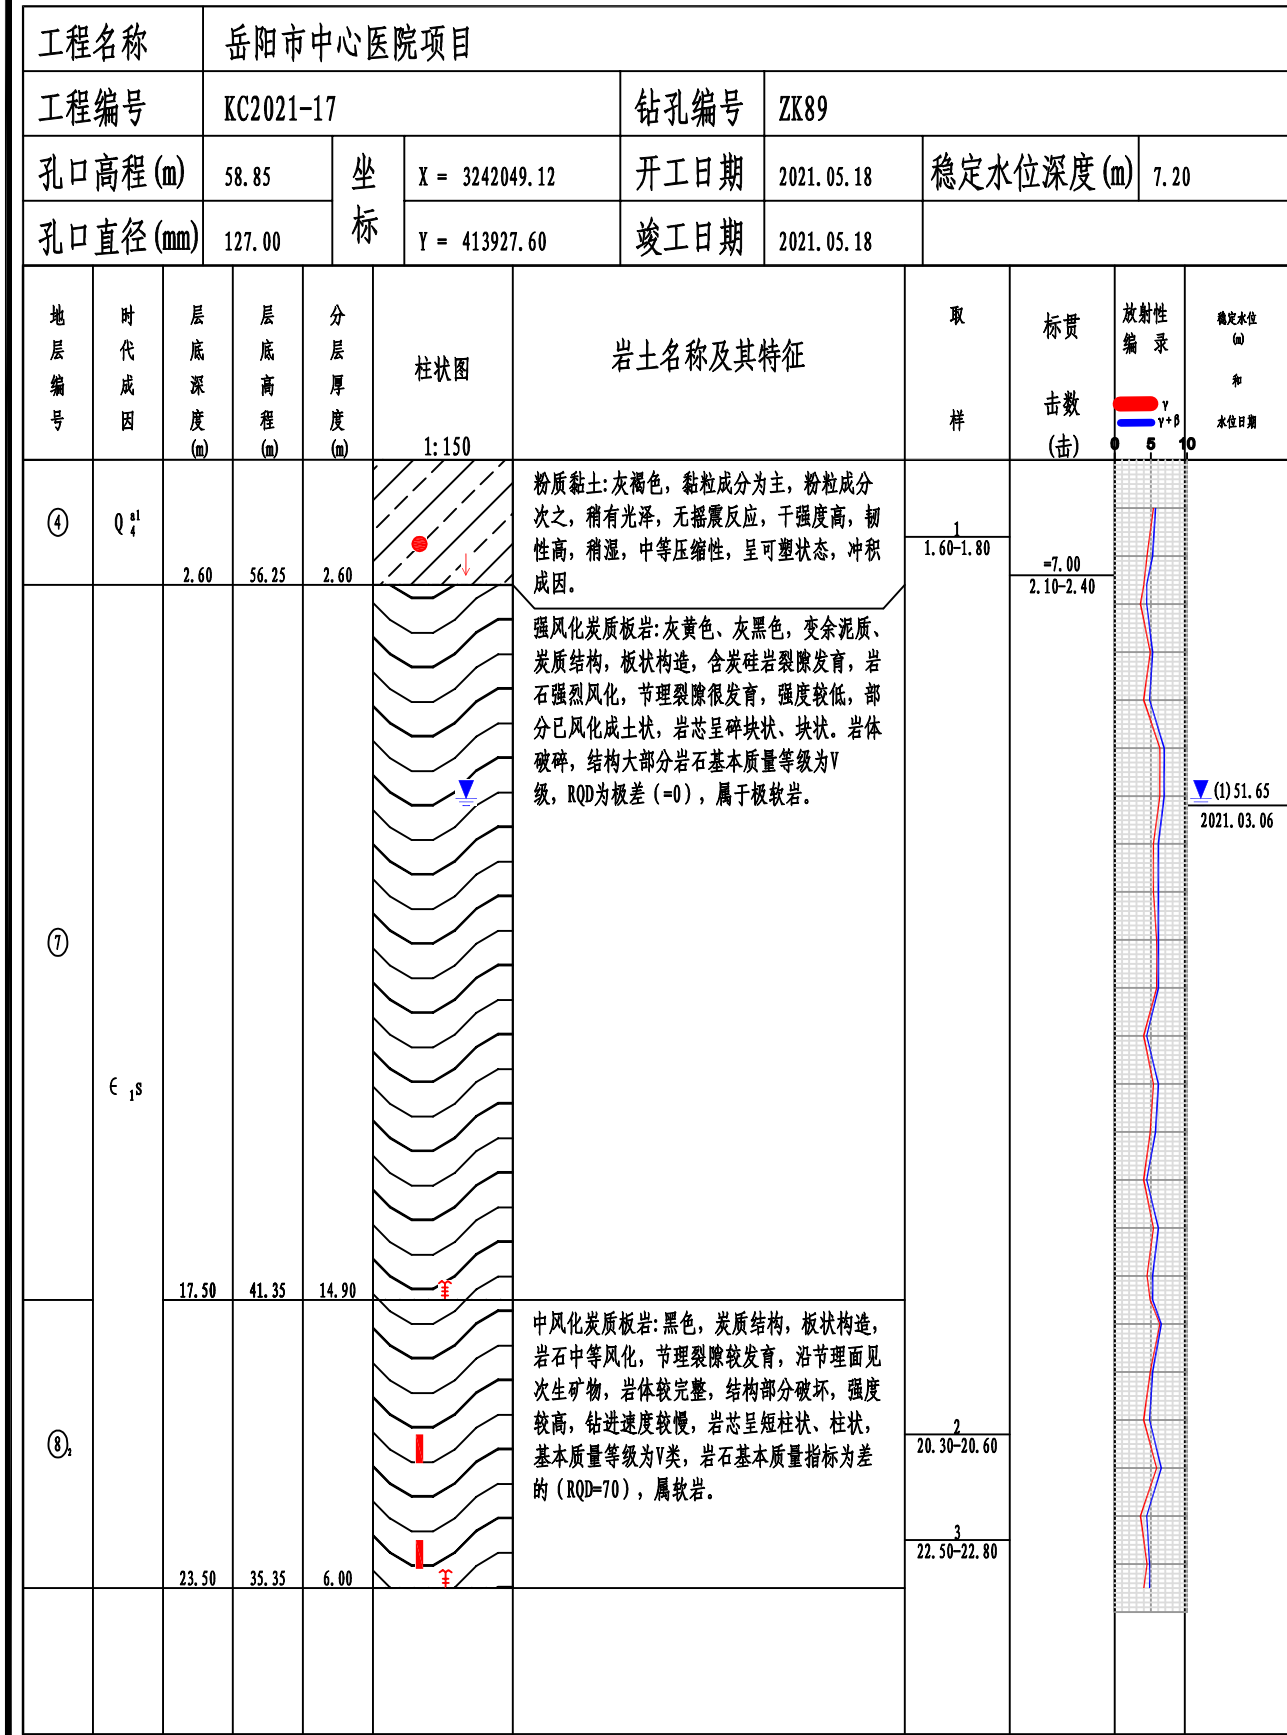 工程名称 岳阳市中心医院项目
工程编号 KC2021-17 钻孔编号 ZK89
孔口高程(m) 58.85 坐标 X = 3242049.12 开工日期 2021.05.18 稳定水位深度(m) 7.20
孔口直径(mm) 127.00 Y = 413927.60 竣工日期 2021.05.18
地层编号 时代成因 层底深度(m) 层底高程(m) 分层厚度(m) 柱状图 1:150 岩土名称及其特征 取样 标贯击数(击) 放射性编录 稳定水位(m)和水位日期
γ
γ+β
0 5 10
④ Q4al 2.60 56.25 2.60
粉质黏土:灰褐色, 黏粒成分为主, 粉粒成分
次之, 稍有光泽, 无摇震反应, 干强度高, 韧
性高, 稍湿, 中等压缩性, 呈可塑状态, 冲积
成因。
1
1.60-1.80
=7.00
2.10-2.40
强风化炭质板岩:灰黄色、灰黑色, 变余泥质、
炭质结构, 板状构造, 含炭硅岩裂隙发育, 岩
石强烈风化, 节理裂隙很发育, 强度较低, 部
分已风化成土状, 岩芯呈碎块状、块状. 岩体
破碎, 结构大部分岩石基本质量等级为V
级, RQD为极差 (=0) , 属于极软岩。
(1)51.65
2021.03.06
⑦
∈1s
17.50 41.35 14.90
中风化炭质板岩:黑色, 炭质结构, 板状构造,
岩石中等风化, 节理裂隙较发育, 沿节理面见
次生矿物, 岩体较完整, 结构部分破坏, 强度
较高, 钻进速度较慢, 岩芯呈短柱状、柱状,
基本质量等级为V类, 岩石基本质量指标为差
的 (RQD=70) , 属软岩。
⑧2
2
20.30-20.60
3
22.50-22.80
23.50 35.35 6.00